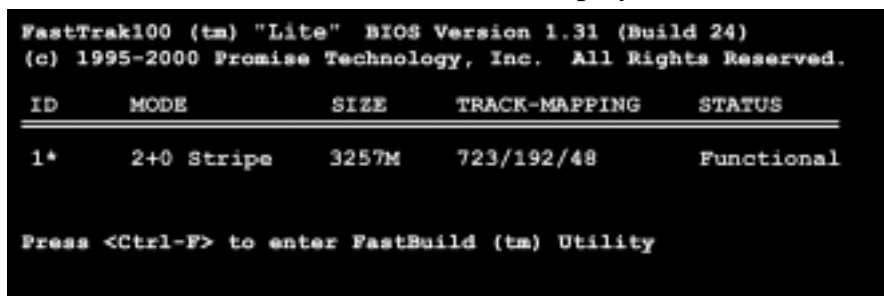 FastTrak100 (tm) "Lite" BIOS Version 1.31 (Build 24)
(c) 1995-2000 Promise Technology, Inc. All Rights Reserved.
ID MODE SIZE TRACK-MAPPING STATUS
1* 2+0 Stripe 3257M 723/192/48 Functional
Press <Ctrl-F> to enter FastBuild (tm) Utility